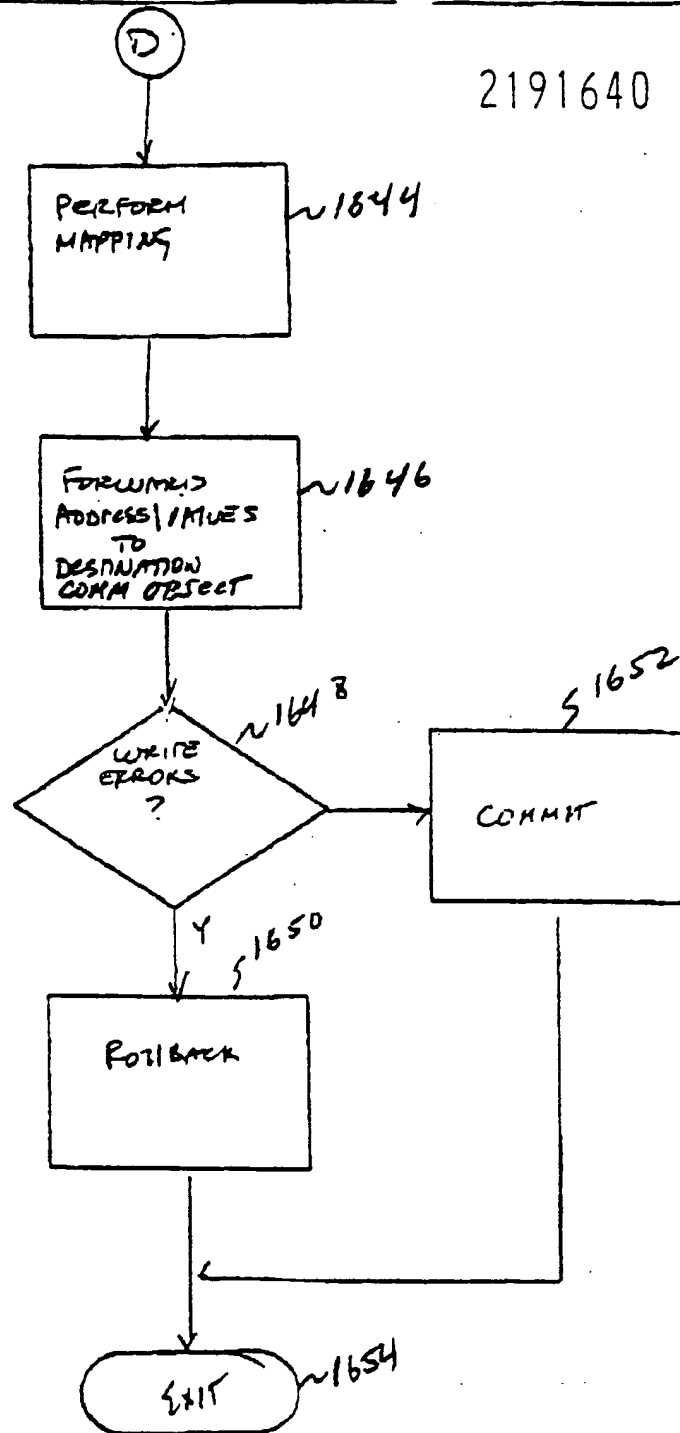 D
2191640
PERFORM
MAPPING
1644
FORWARD
ADDRESS/VALUES
TO
DESTINATION
COMM OBJECT
1646
WRITE
ERRORS
?
1648
1652
COMMIT
Y
1650
ROLLBACK
EXIT
1654